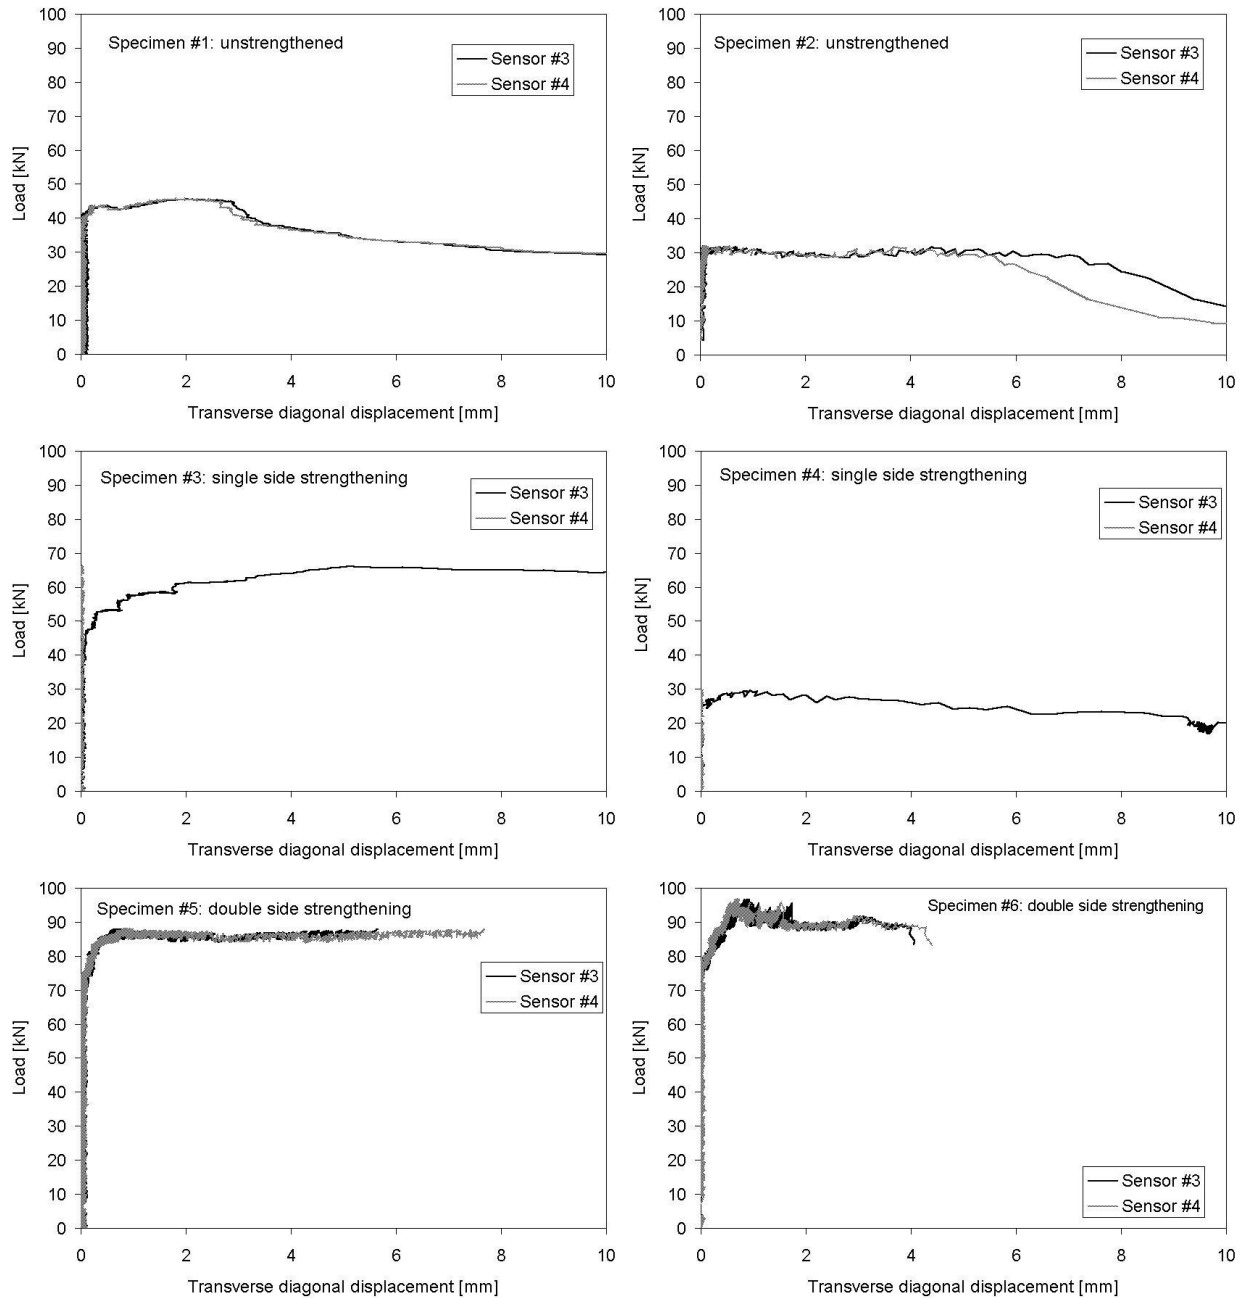 Specimen #1: unstrengthened
Sensor #3
Sensor #4
Load [kN]
100
90
80
70
60
50
40
30
20
10
0
0 2 4 6 8 10
Transverse diagonal displacement [mm]
Specimen #2: unstrengthened
Sensor #3
Sensor #4
Load [kN]
100
90
80
70
60
50
40
30
20
10
0
0 2 4 6 8 10
Transverse diagonal displacement [mm]
Specimen #3: single side strengthening
Sensor #3
Sensor #4
Load [kN]
100
90
80
70
60
50
40
30
20
10
0
0 2 4 6 8 10
Transverse diagonal displacement [mm]
Specimen #4: single side strengthening
Sensor #3
Sensor #4
Load [kN]
100
90
80
70
60
50
40
30
20
10
0
0 2 4 6 8 10
Transverse diagonal displacement [mm]
Specimen #5: double side strengthening
Sensor #3
Sensor #4
Load [kN]
100
90
80
70
60
50
40
30
20
10
0
0 2 4 6 8 10
Transverse diagonal displacement [mm]
Specimen #6: double side strengthening
Sensor #3
Sensor #4
Load [kN]
100
90
80
70
60
50
40
30
20
10
0
0 2 4 6 8 10
Transverse diagonal displacement [mm]